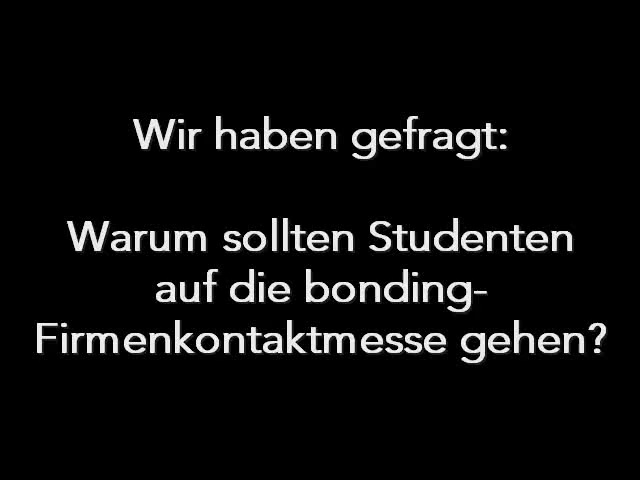 Wir haben gefragt:
Warum sollten Studenten
auf die bonding-
Firmenkontaktmesse gehen?